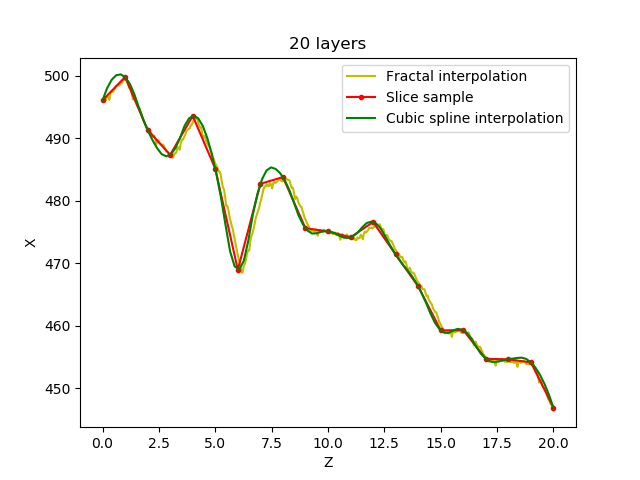 20 layers
Fractal interpolation
Slice sample
Cubic spline interpolation
X
500
490
480
470
460
450
0.0 2.5 5.0 7.5 10.0 12.5 15.0 17.5 20.0
Z